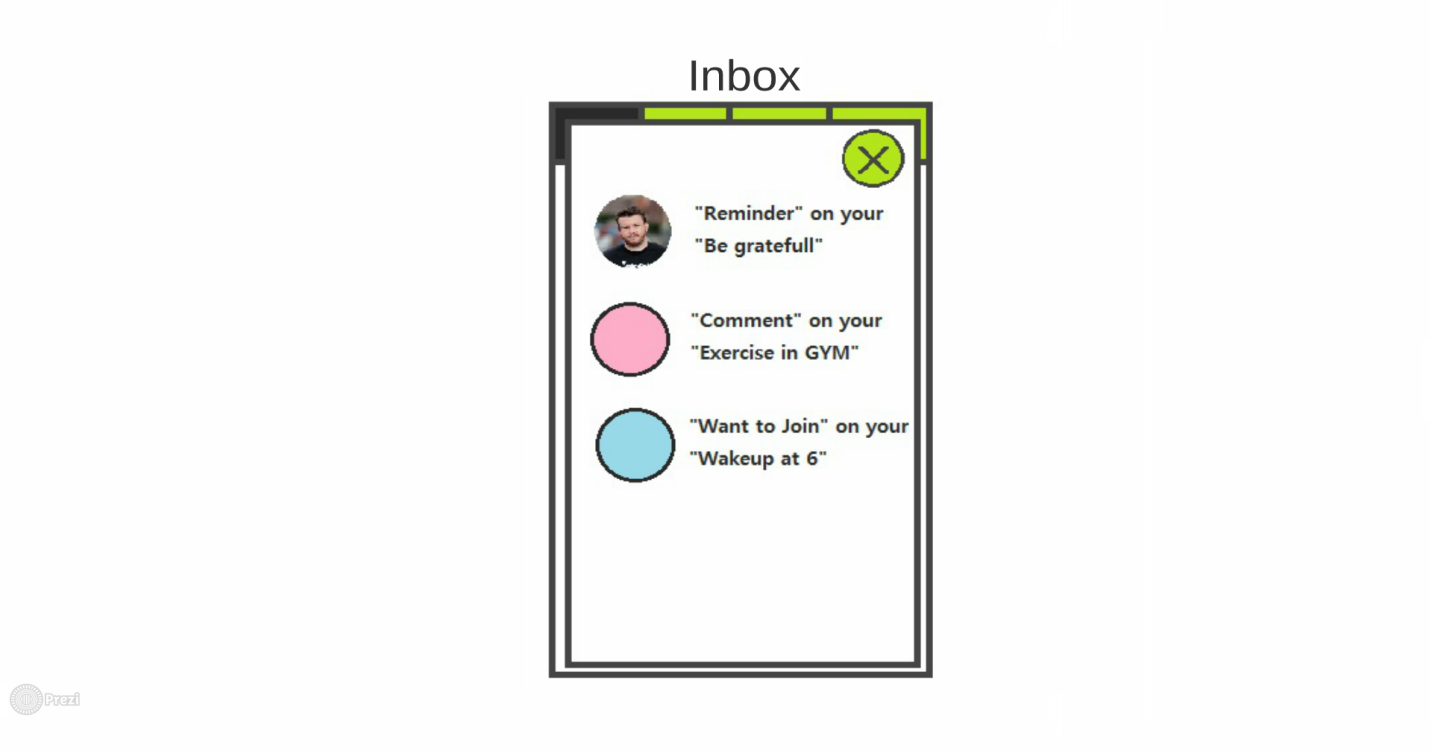 Inbox
"Reminder" on your
"Be gratefull"
"Comment" on your
"Exercise in GYM"
"Want to Join" on your
"Wakeup at 6"
Prezi